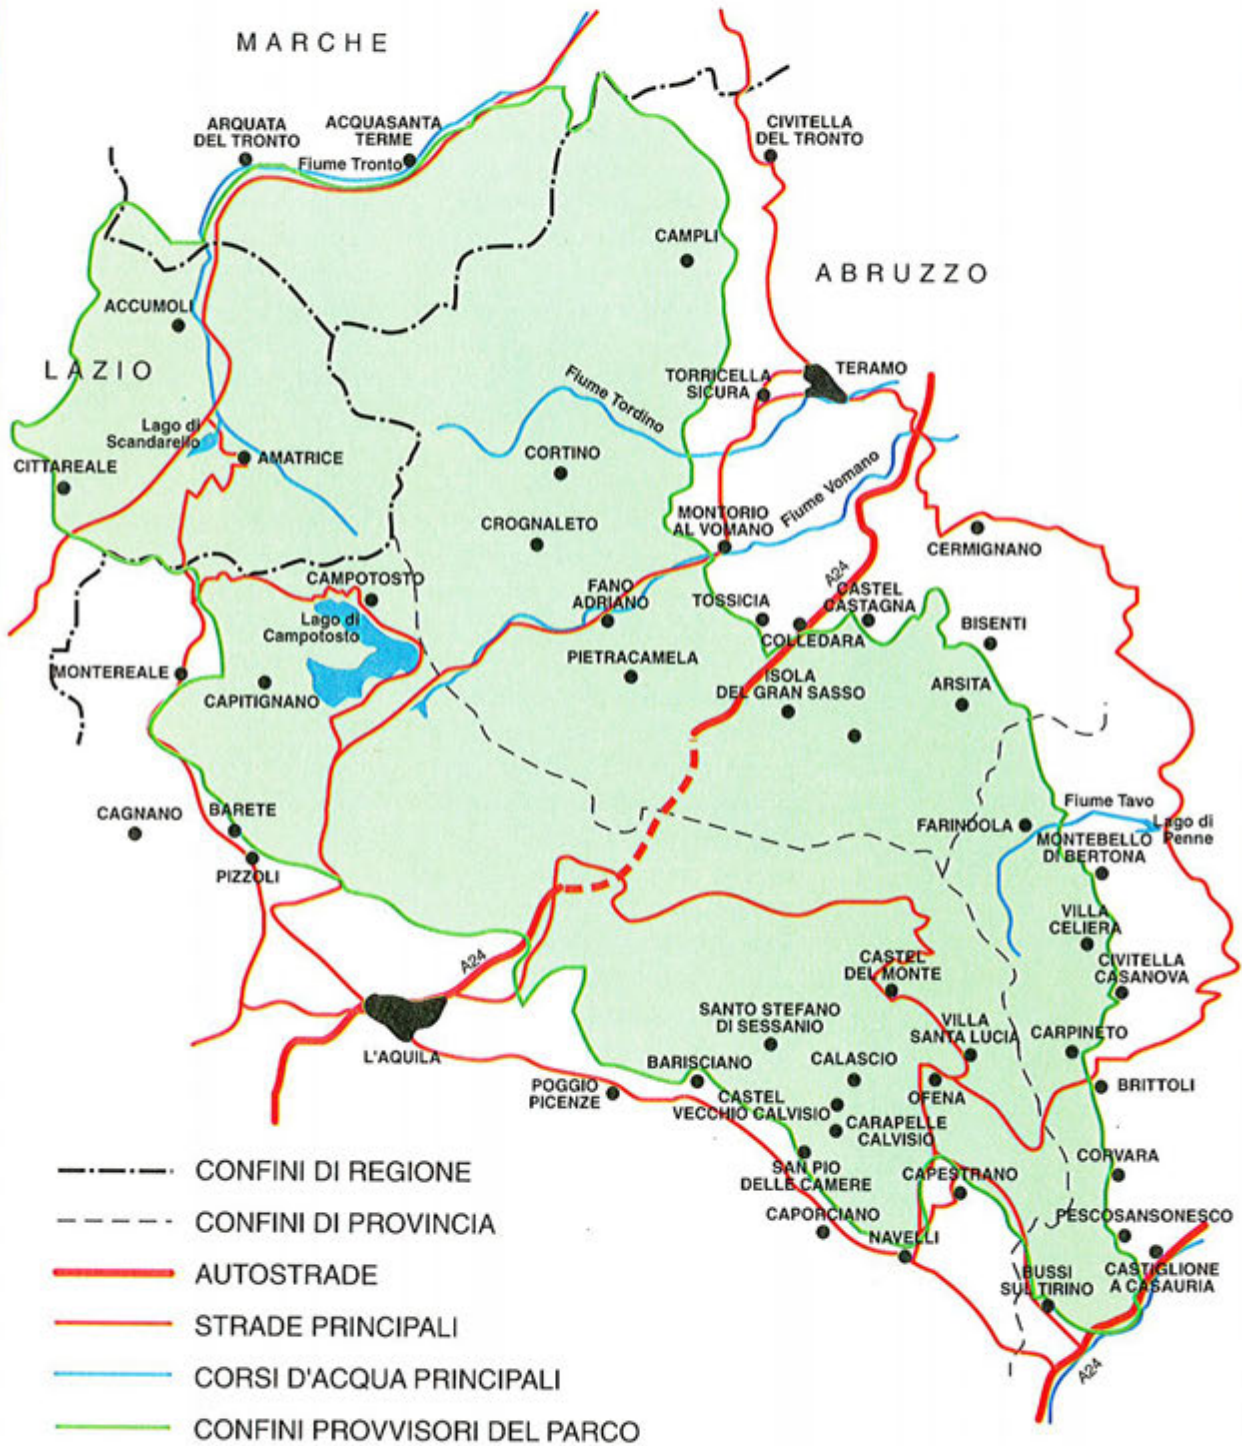 MARCHE
ARQUATA
DEL TRONTO
ACQUASANTA
TERME
Fiume Tronto
CIVITELLA
DEL TRONTO
CAMPLI
ABRUZZO
ACCUMOLI
LAZIO
TORRICELLA
SICURA
TERAMO
Fiume Tordino
Lago di
Scandarello
AMATRICE
CITTAREALE
CORTINO
Fiume Vomano
CROGNALETO
MONTORIO
AL VOMANO
CERMIGNANO
CAMPOTOSTO
Lago di
Campotosto
FANO
ADRIANO
TOSSICIA
A24
CASTEL
CASTAGNA
COLLEDARA
BISENTI
MONTEREALE
CAPITIGNANO
PIETRACAMELA
ISOLA
DEL GRAN SASSO
ARSITA
CAGNANO
BARETE
PIZZOLI
FARINDOLA
Fiume Tavo
Lago di
Penne
MONTEBELLO
DI BERTONA
VILLA
CELIERA
CIVITELLA
CASANOVA
A24
CASTEL
DEL MONTE
SANTO STEFANO
DI SESSANIO
VILLA
SANTA LUCIA
CARPINETO
L'AQUILA
BARISCIANO
CALASCIO
POGGIO
PICENZE
CASTEL
VECCHIO CALVISIO
OFENA
BRITTOLI
CARAPELLE
CALVISIO
SAN PIO
DELLE CAMERE
CAPESTRANO
CORVARA
CAPORCIANO
NAVELLI
PESCOSANSONESCO
BUSSI
SUL TIRINO
CASTIGLIONE
A CASAURIA
A24
CONFINI DI REGIONE
CONFINI DI PROVINCIA
AUTOSTRADE
STRADE PRINCIPALI
CORSI D'ACQUA PRINCIPALI
CONFINI PROVVISORI DEL PARCO